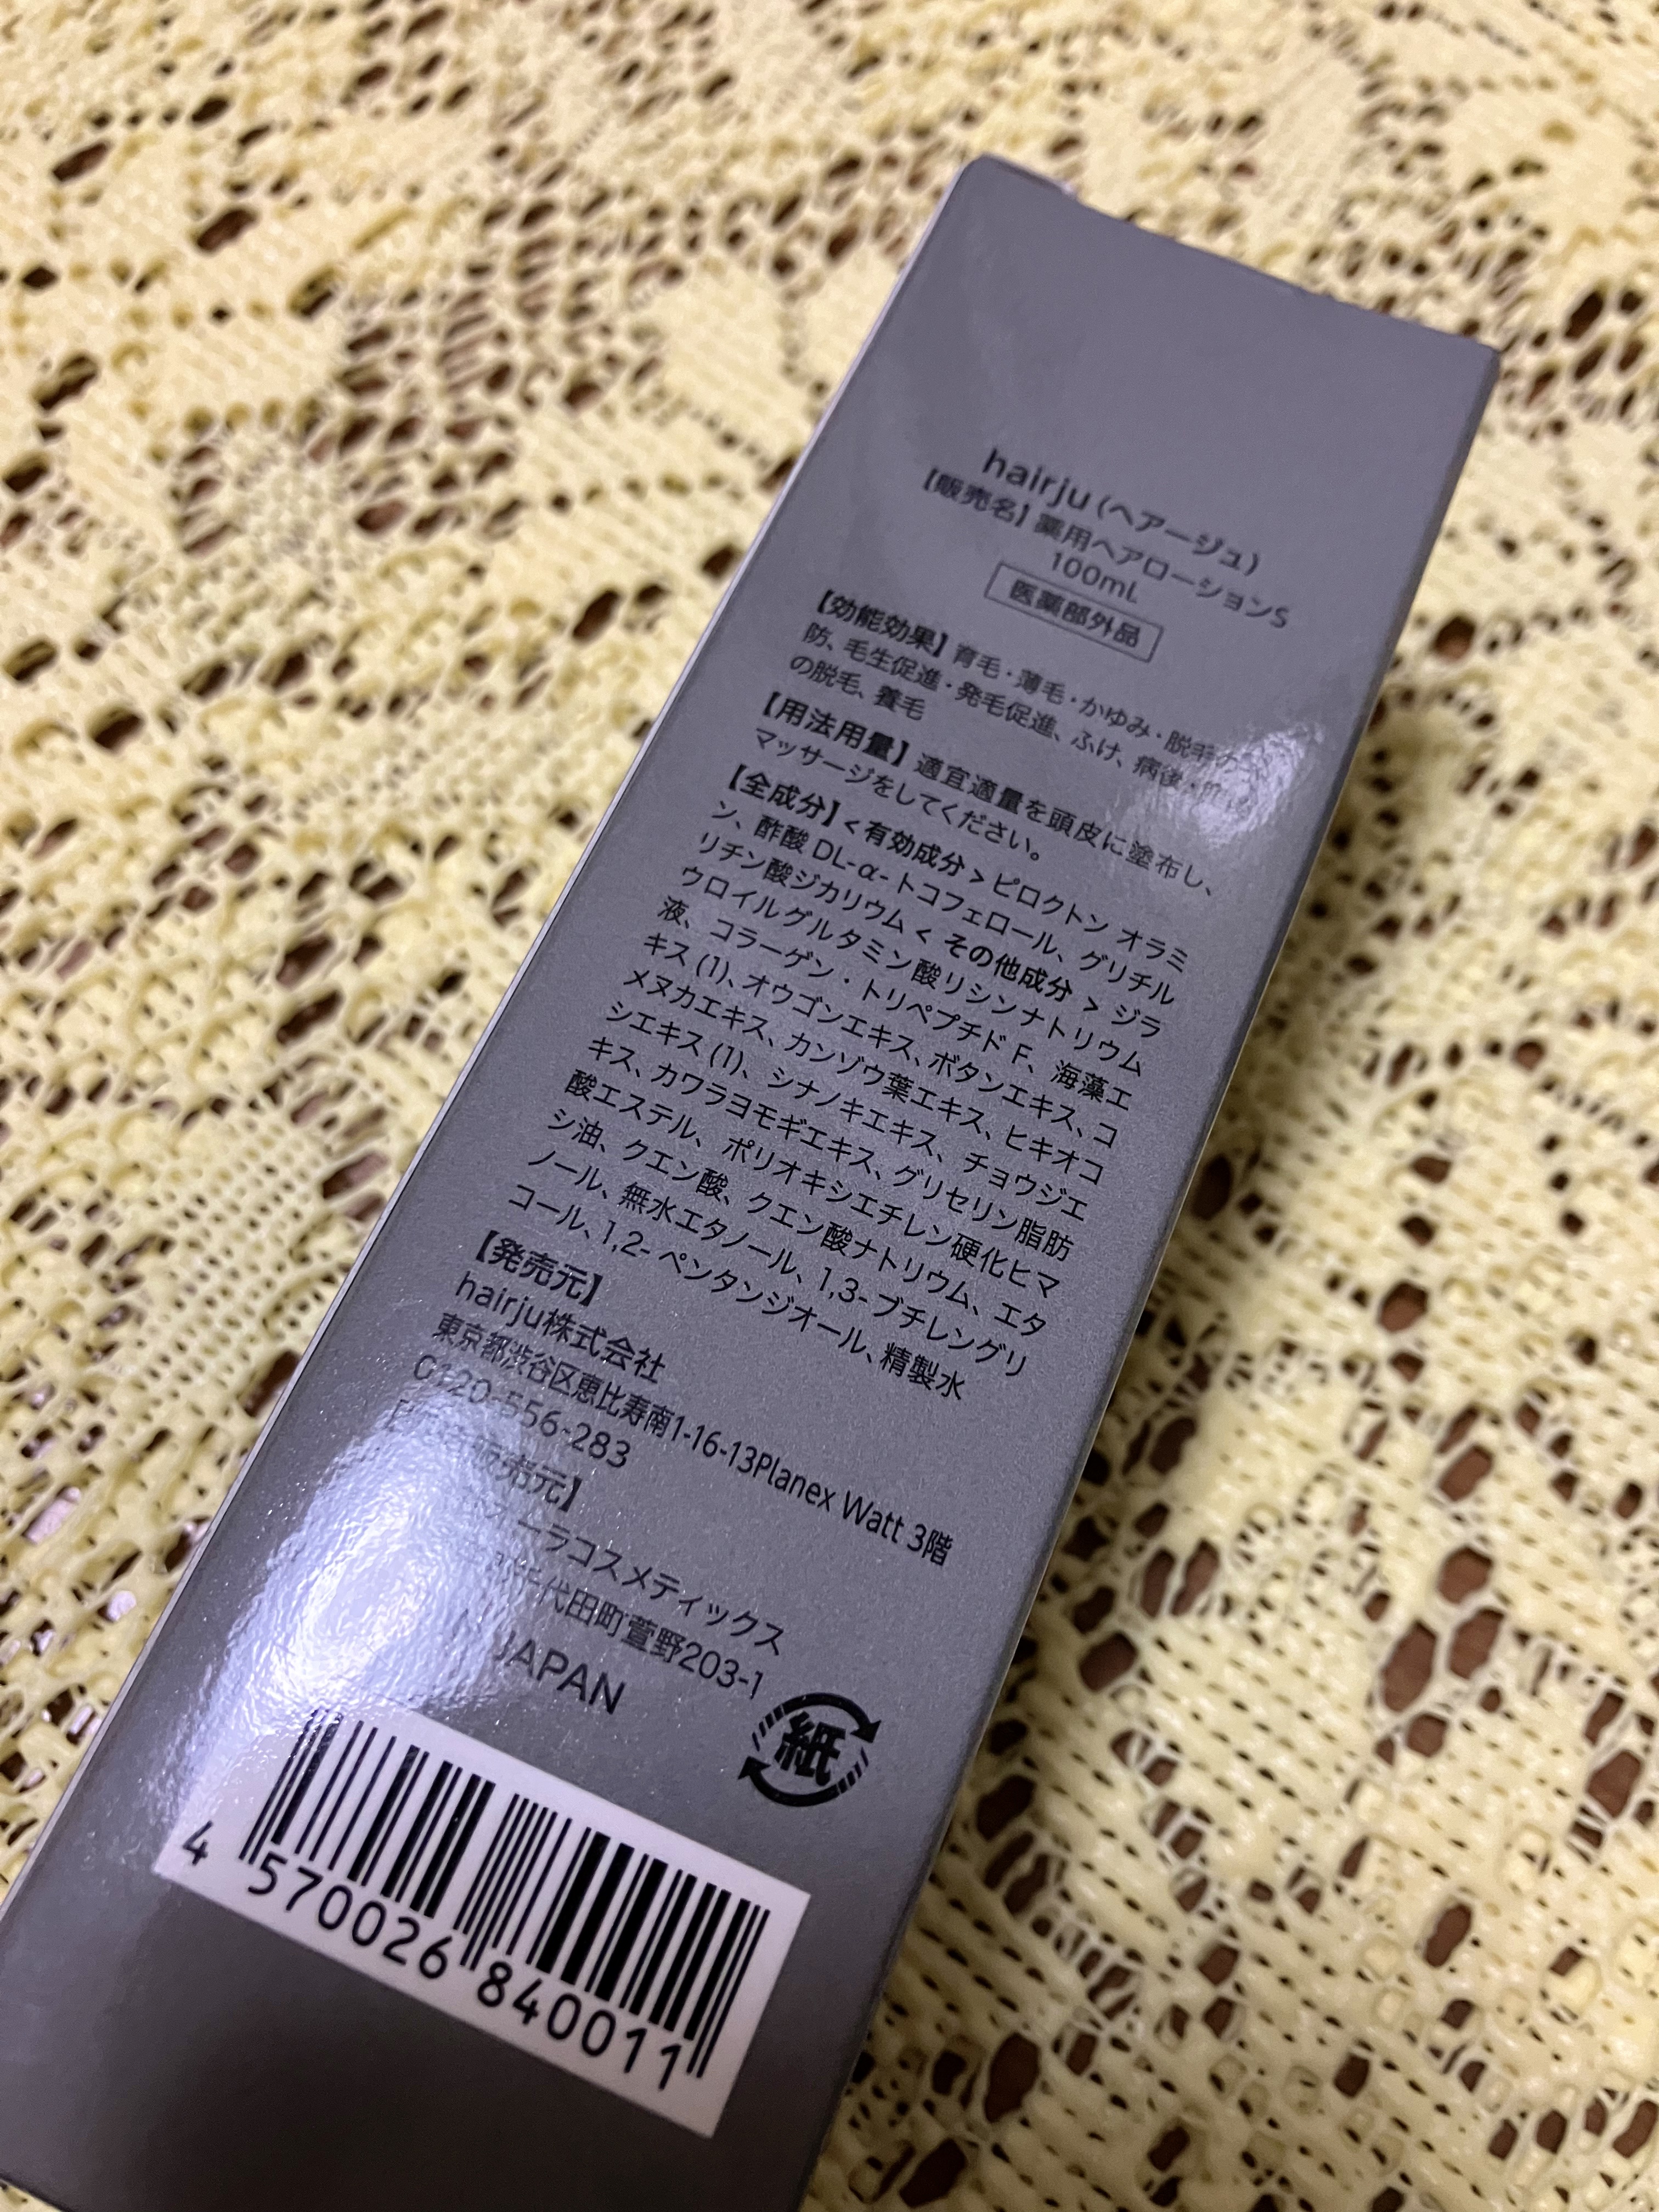 hairju（ヘアージュ）
【販売名】薬用ヘアローションS
100mL
医薬部外品
【効能効果】育毛・薄毛・かゆみ・脱毛の
防、毛生促進・発毛促進、ふけ、病後・
の脱毛、養毛
【用法用量】適宜適量を頭皮に塗布し、
マッサージをしてください。
【全成分】<有効成分>ピロクトン オラミ
ン、酢酸 DL-α-トコフェロール、グリチル
リチン酸ジカリウム < その他成分 > ジラ
ウロイルグルタミン酸リシンナトリウム
液、コラーゲン・トリペプチド F、海藻エ
キス (1)、オウゴンエキス、ボタンエキス、コ
メヌカエキス、カンゾウ葉エキス、ヒキオコ
シエキス (1)、シナノキエキス、チョウジエ
キス、カワラヨモギエキス、グリセリン脂肪
酸エステル、ポリオキシエチレン硬化ヒマ
シ油、クエン酸、クエン酸ナトリウム、エタ
ノール、無水エタノール、1,3-ブチレングリ
コール、1,2-ペンタンジオール、精製水
【発売元】
hairju株式会社
東京都渋谷区恵比寿南1-16-13Planex Watt 3階
0120-556-283
売元】
ーラコスメティックス
代田町萱野203-1
JAPAN
紙
4 570026 840011